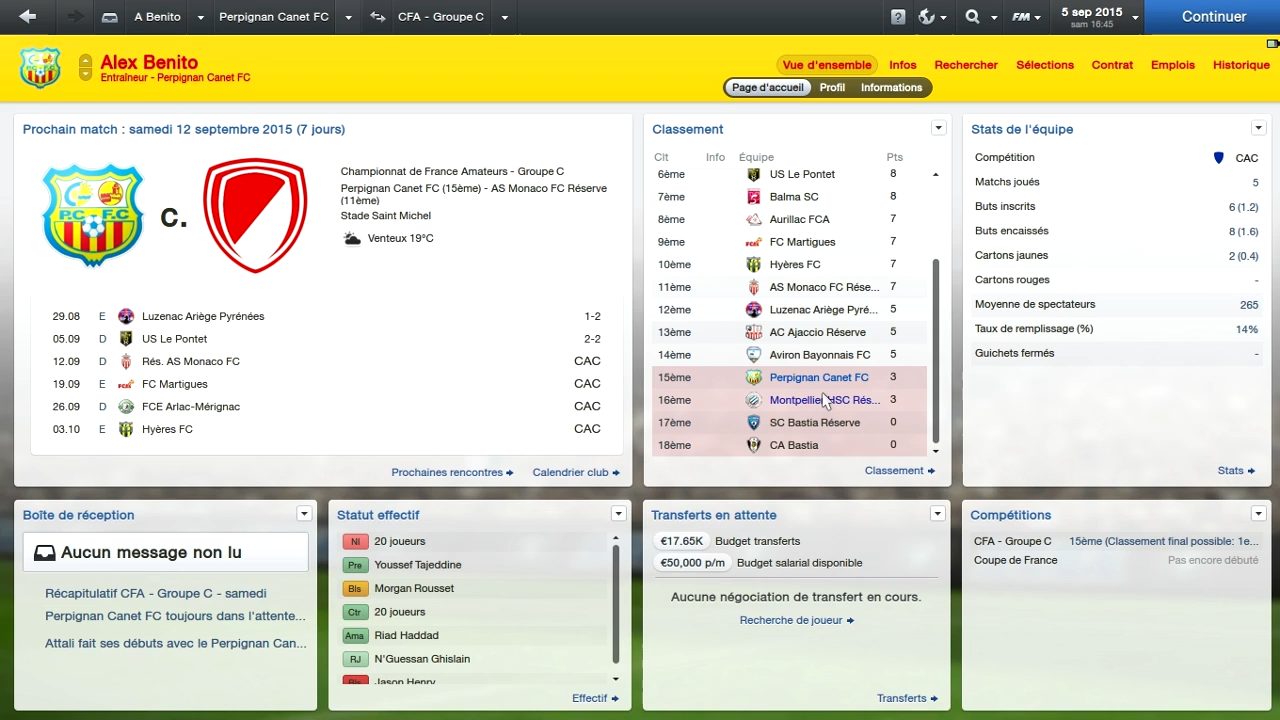 A Benito
Perpignan Canet FC
CFA - Groupe C
?
FM
5 sep 2015
sam 16:45
Continuer
Alex Benito
Entraîneur - Perpignan Canet FC
Vue d'ensemble
Infos
Rechercher
Sélections
Contrat
Emplois
Historique
Page d'accueil
Profil
Informations
Prochain match : samedi 12 septembre 2015 (7 jours)
P.C F.C
c.
Championnat de France Amateurs - Groupe C
Perpignan Canet FC (15ème) - AS Monaco FC Réserve
(11ème)
Stade Saint Michel
Venteux 19°C
29.08 E Luzenac Ariège Pyrénées 1-2
05.09 D US Le Pontet 2-2
12.09 D Rés. AS Monaco FC CAC
19.09 E FC Martigues CAC
26.09 D FCE Arlac-Mérignac CAC
03.10 E Hyères FC CAC
Prochaines rencontres
Calendrier club
Classement
Clt Info Équipe Pts
6ème US Le Pontet 8
7ème Balma SC 8
8ème Aurillac FCA 7
9ème FC Martigues 7
10ème Hyères FC 7
11ème AS Monaco FC Rése... 7
12ème Luzenac Ariège Pyré... 5
13ème AC Ajaccio Réserve 5
14ème Aviron Bayonnais FC 5
15ème Perpignan Canet FC 3
16ème Montpellier HSC Rés... 3
17ème SC Bastia Réserve 0
18ème CA Bastia 0
Classement
Stats de l'équipe
Compétition CAC
Matchs joués 5
Buts inscrits 6 (1.2)
Buts encaissés 8 (1.6)
Cartons jaunes 2 (0.4)
Cartons rouges -
Moyenne de spectateurs 265
Taux de remplissage (%) 14%
Guichets fermés -
Stats
Boîte de réception
Aucun message non lu
Récapitulatif CFA - Groupe C - samedi
Perpignan Canet FC toujours dans l'attente...
Attali fait ses débuts avec le Perpignan Can...
Statut effectif
NI 20 joueurs
Pre Youssef Tajeddine
Bls Morgan Rousset
Ctr 20 joueurs
Ama Riad Haddad
RJ N'Guessan Ghislain
Bls Jason Henry
Effectif
Transferts en attente
€17.65K Budget transferts
€50,000 p/m Budget salarial disponible
Aucune négociation de transfert en cours.
Recherche de joueur
Transferts
Compétitions
CFA - Groupe C 15ème (Classement final possible: 1e...
Coupe de France Pas encore débuté